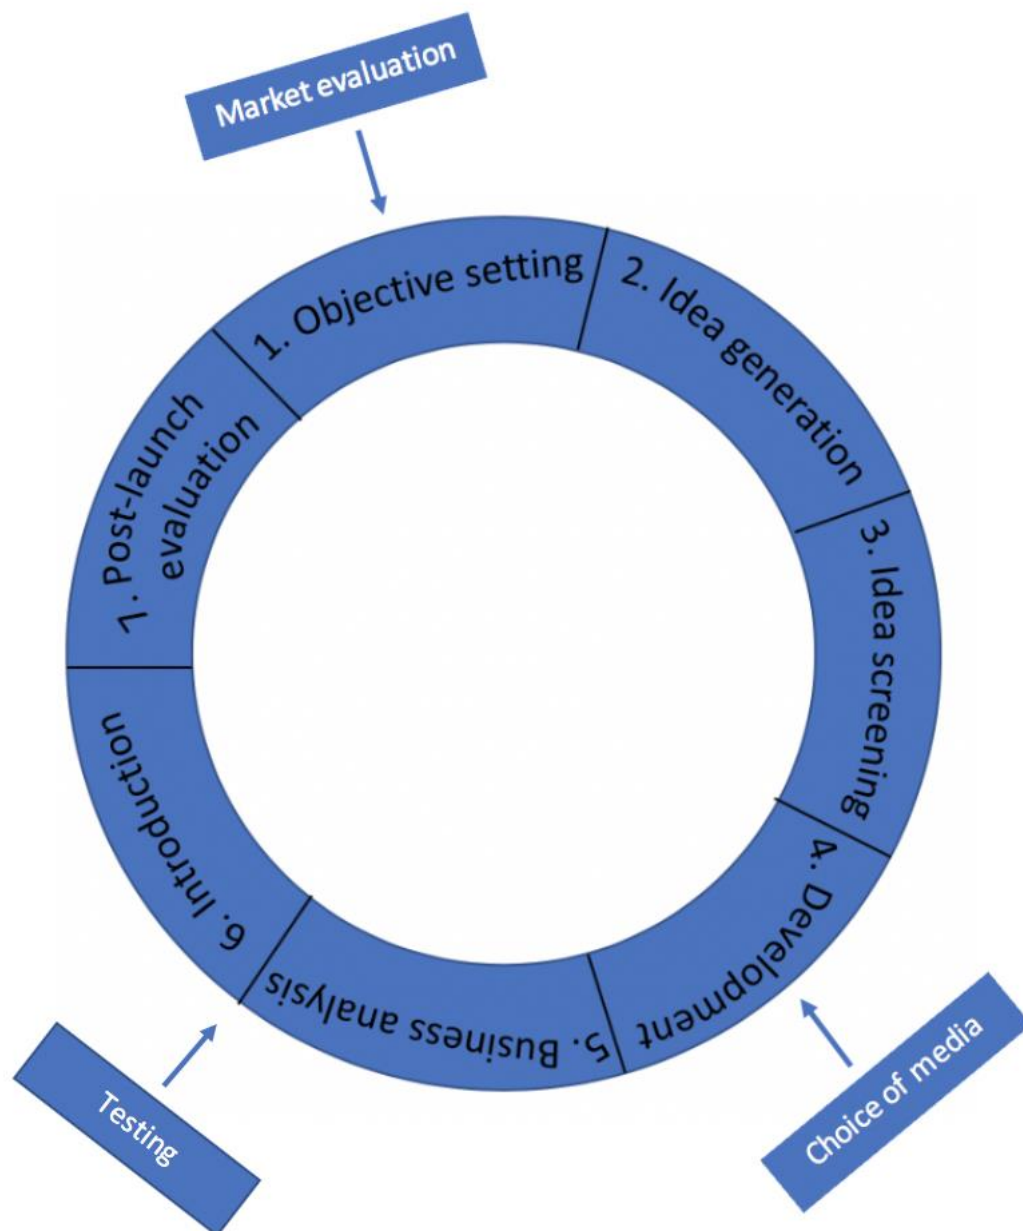 Market evaluation
1. Objective setting
2. Idea generation
3. Idea screening
4. Development
5. Business analysis
6. Introduction
7. Post-launch
evaluation
Choice of media
Testing